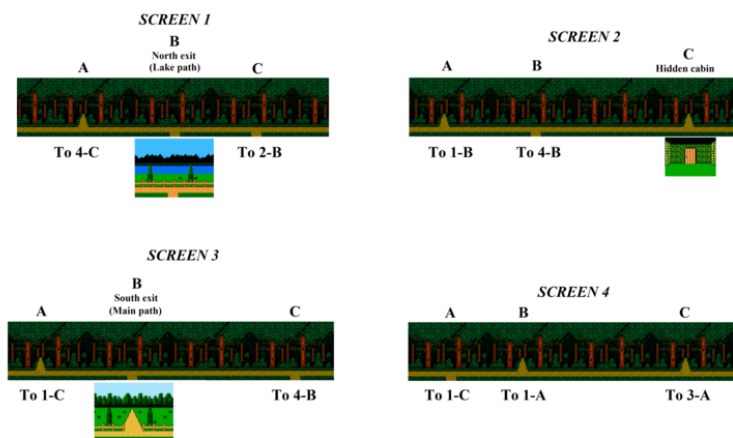 SCREEN 1
B
North exit
(Lake path)
A
C
To 4-C
To 2-B
SCREEN 2
A
B
C
Hidden cabin
To 1-B
To 4-B
SCREEN 3
B
South exit
(Main path)
A
C
To 1-C
To 4-B
SCREEN 4
A
B
C
To 1-C
To 1-A
To 3-A